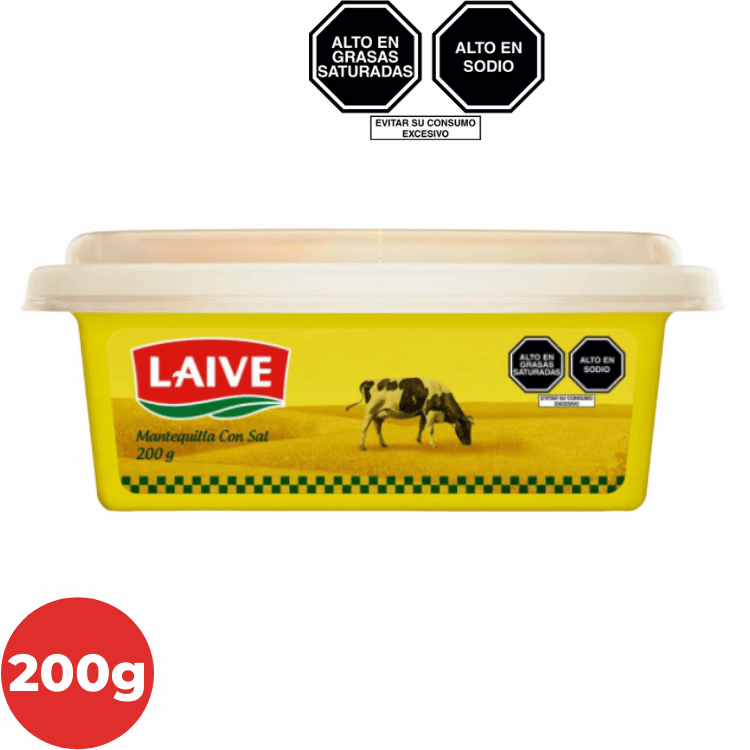 ALTO EN
GRASAS
SATURADAS
ALTO EN
SODIO
EVITAR SU CONSUMO
EXCESIVO
LAIVE
Mantequilla Con Sal
200 g
ALTO EN
GRASAS
SATURADAS
ALTO EN
SODIO
EVITAR SU CONSUMO
EXCESIVO
200g